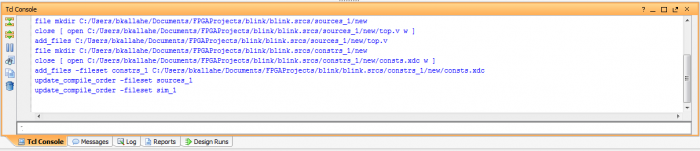 Tcl Console
file mkdir C:/Users/bkallahe/Documents/FPGAProjects/blink/blink.srcs/sources_1/new
close [ open C:/Users/bkallahe/Documents/FPGAProjects/blink/blink.srcs/sources_1/new/top.v w ]
add_files C:/Users/bkallahe/Documents/FPGAProjects/blink/blink.srcs/sources_1/new/top.v
file mkdir C:/Users/bkallahe/Documents/FPGAProjects/blink/blink.srcs/constrs_1/new
close [ open C:/Users/bkallahe/Documents/FPGAProjects/blink/blink.srcs/constrs_1/new/consts.xdc w ]
add_files -fileset constrs_1 C:/Users/bkallahe/Documents/FPGAProjects/blink/blink.srcs/constrs_1/new/consts.xdc
update_compile_order -fileset sources_1
update_compile_order -fileset sim_1
Tcl Console Messages Log Reports Design Runs